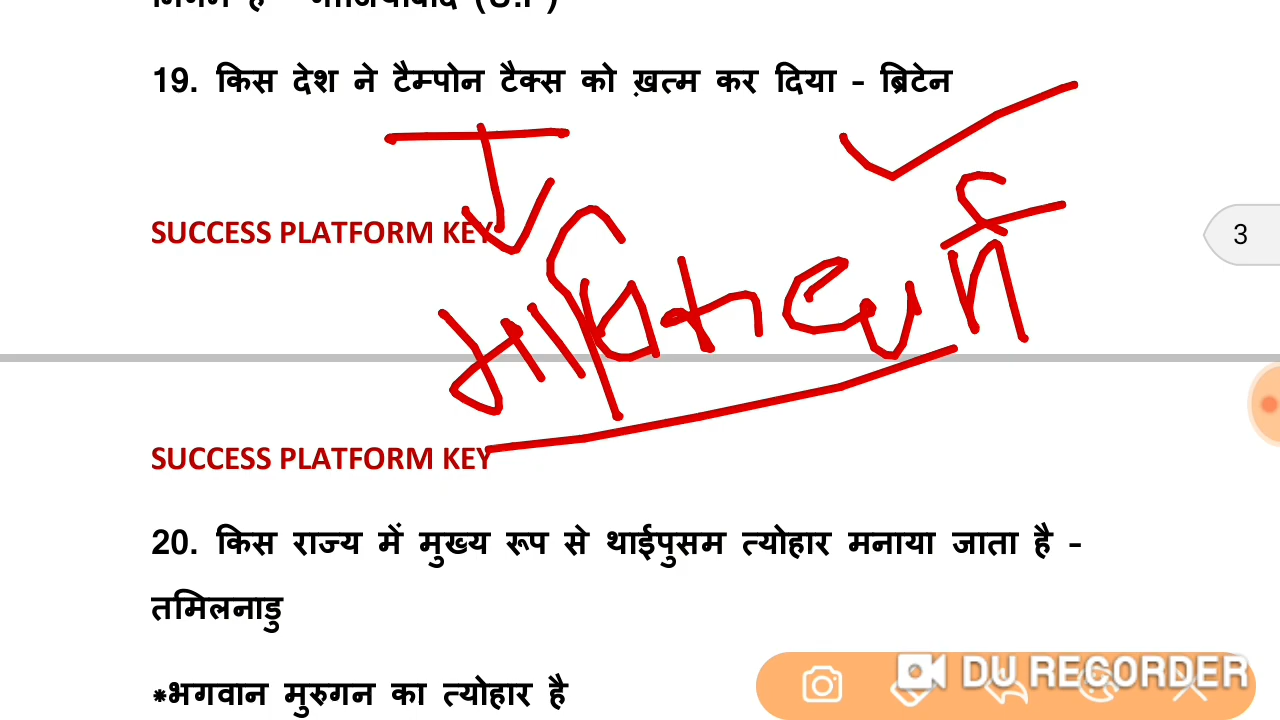 19. किस देश ने टैम्पोन टैक्स को ख़त्म कर दिया - ब्रिटेन
SUCCESS PLATFORM KEY
3
SUCCESS PLATFORM KEY
20. किस राज्य में मुख्य रूप से थाईपुसम त्योहार मनाया जाता है -
तमिलनाडु
*भगवान मुरुगन का त्योहार है
DU RECORDER